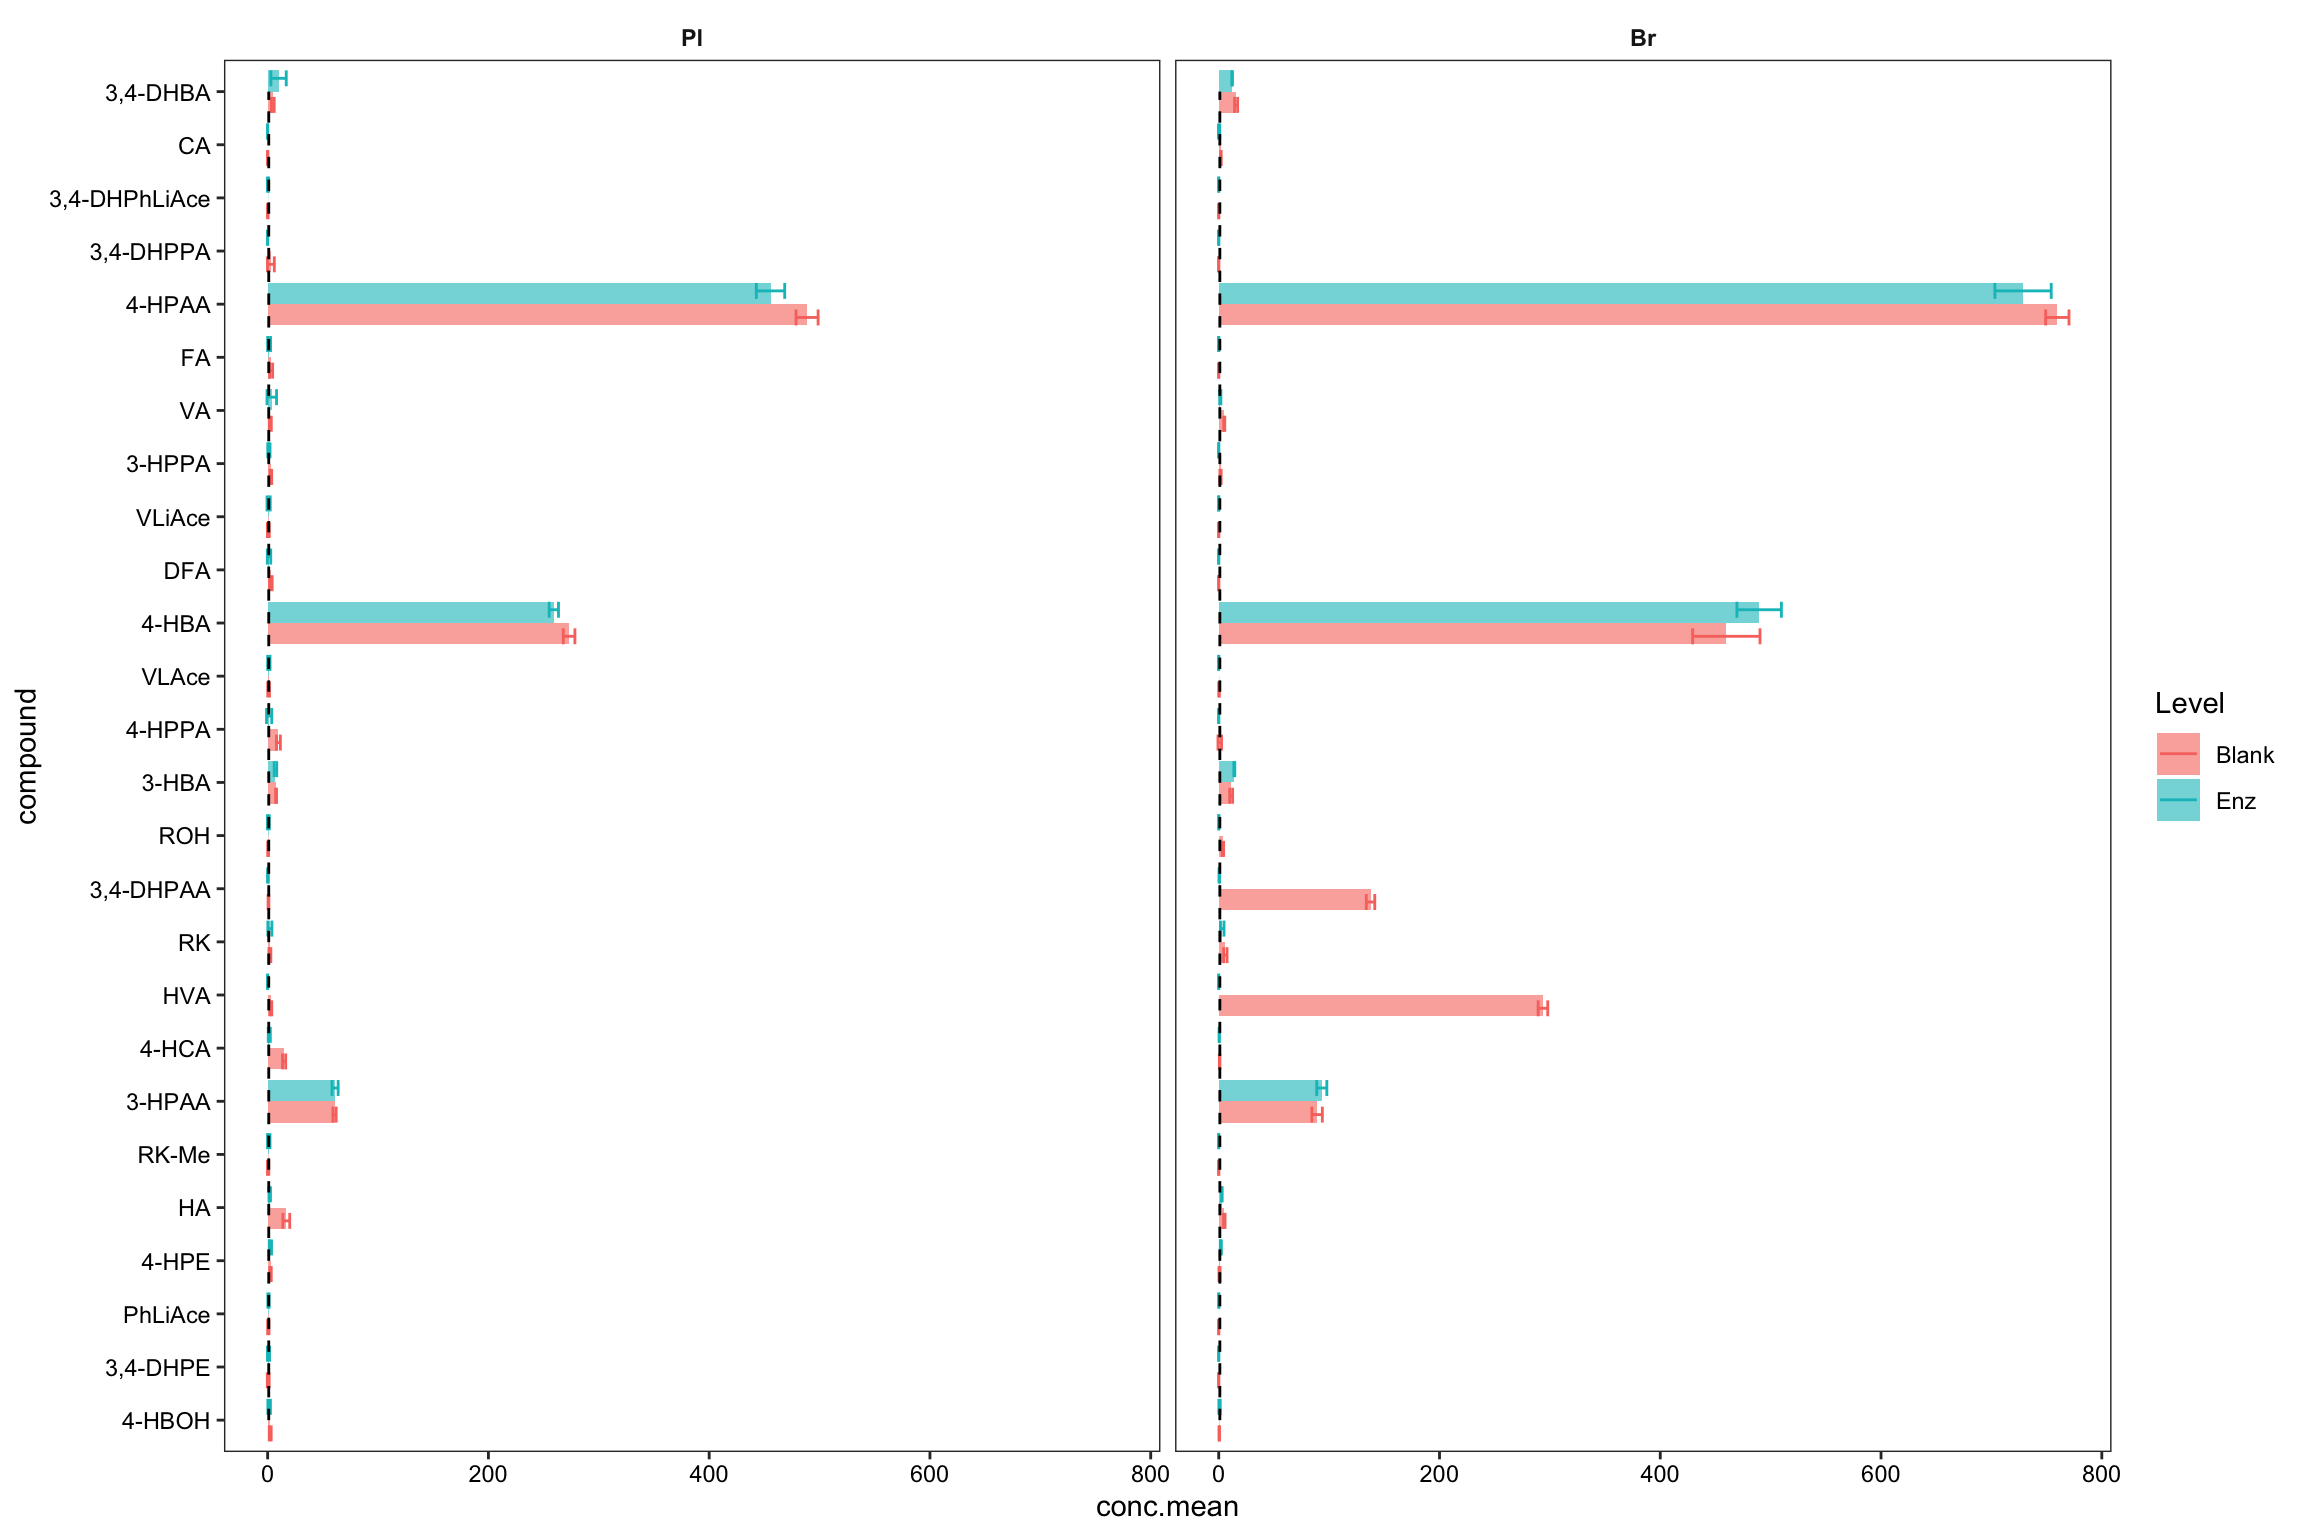 Pl
Br
3,4-DHBA
CA
3,4-DHPhLiAce
3,4-DHPPA
4-HPAA
FA
VA
3-HPPA
VLiAce
DFA
4-HBA
VLAce
4-HPPA
3-HBA
ROH
3,4-DHPAA
RK
HVA
4-HCA
3-HPAA
RK-Me
HA
4-HPE
PhLiAce
3,4-DHPE
4-HBOH
compound
0 200 400 600 800
0 200 400 600 800
conc.mean
Level
Blank
Enz